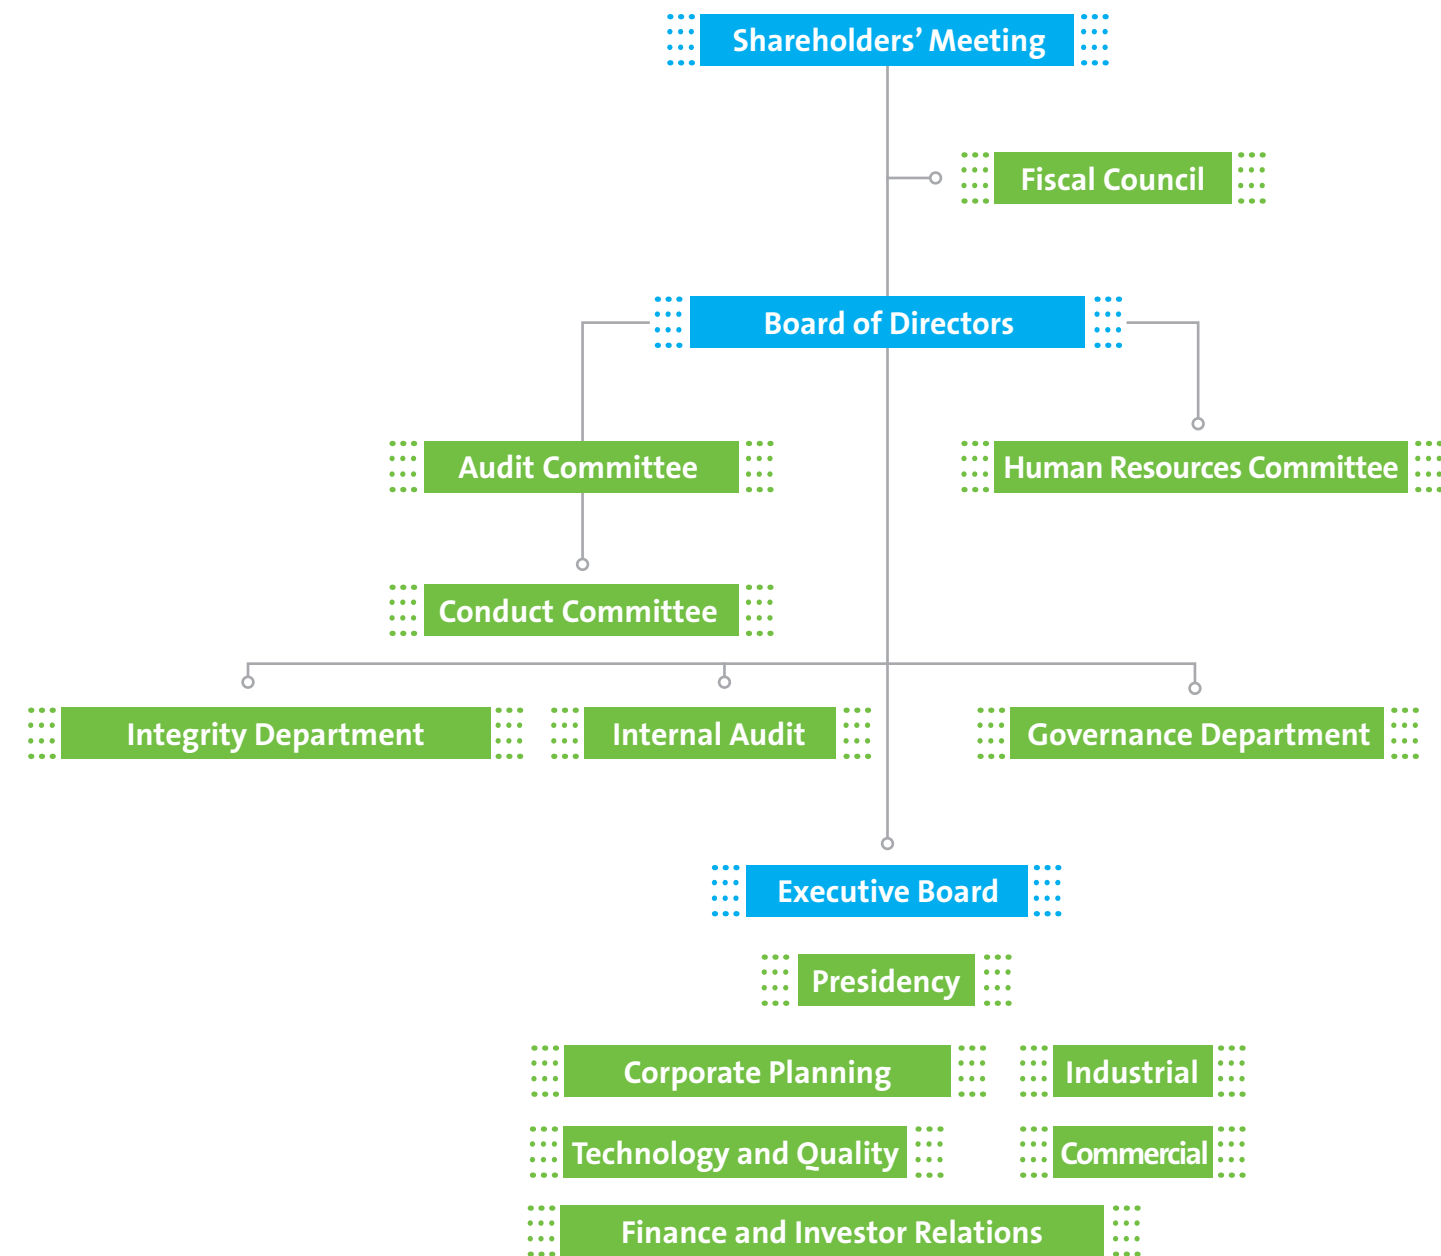 Shareholders’ Meeting
Fiscal Council
Board of Directors
Audit Committee
Human Resources Committee
Conduct Committee
Integrity Department
Internal Audit
Governance Department
Executive Board
Presidency
Corporate Planning
Industrial
Technology and Quality
Commercial
Finance and Investor Relations